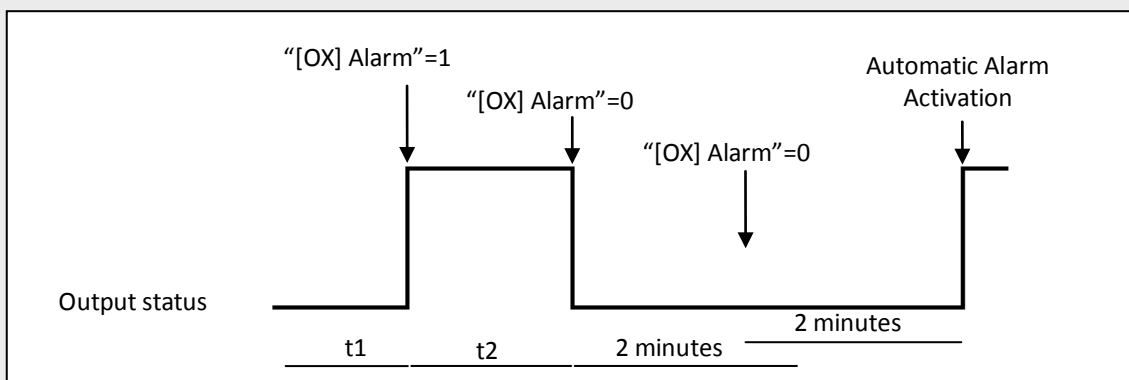 “[OX] Alarm”=1
“[OX] Alarm”=0
“[OX] Alarm”=0
Automatic Alarm
Activation
Output status
t1
t2
2 minutes
2 minutes